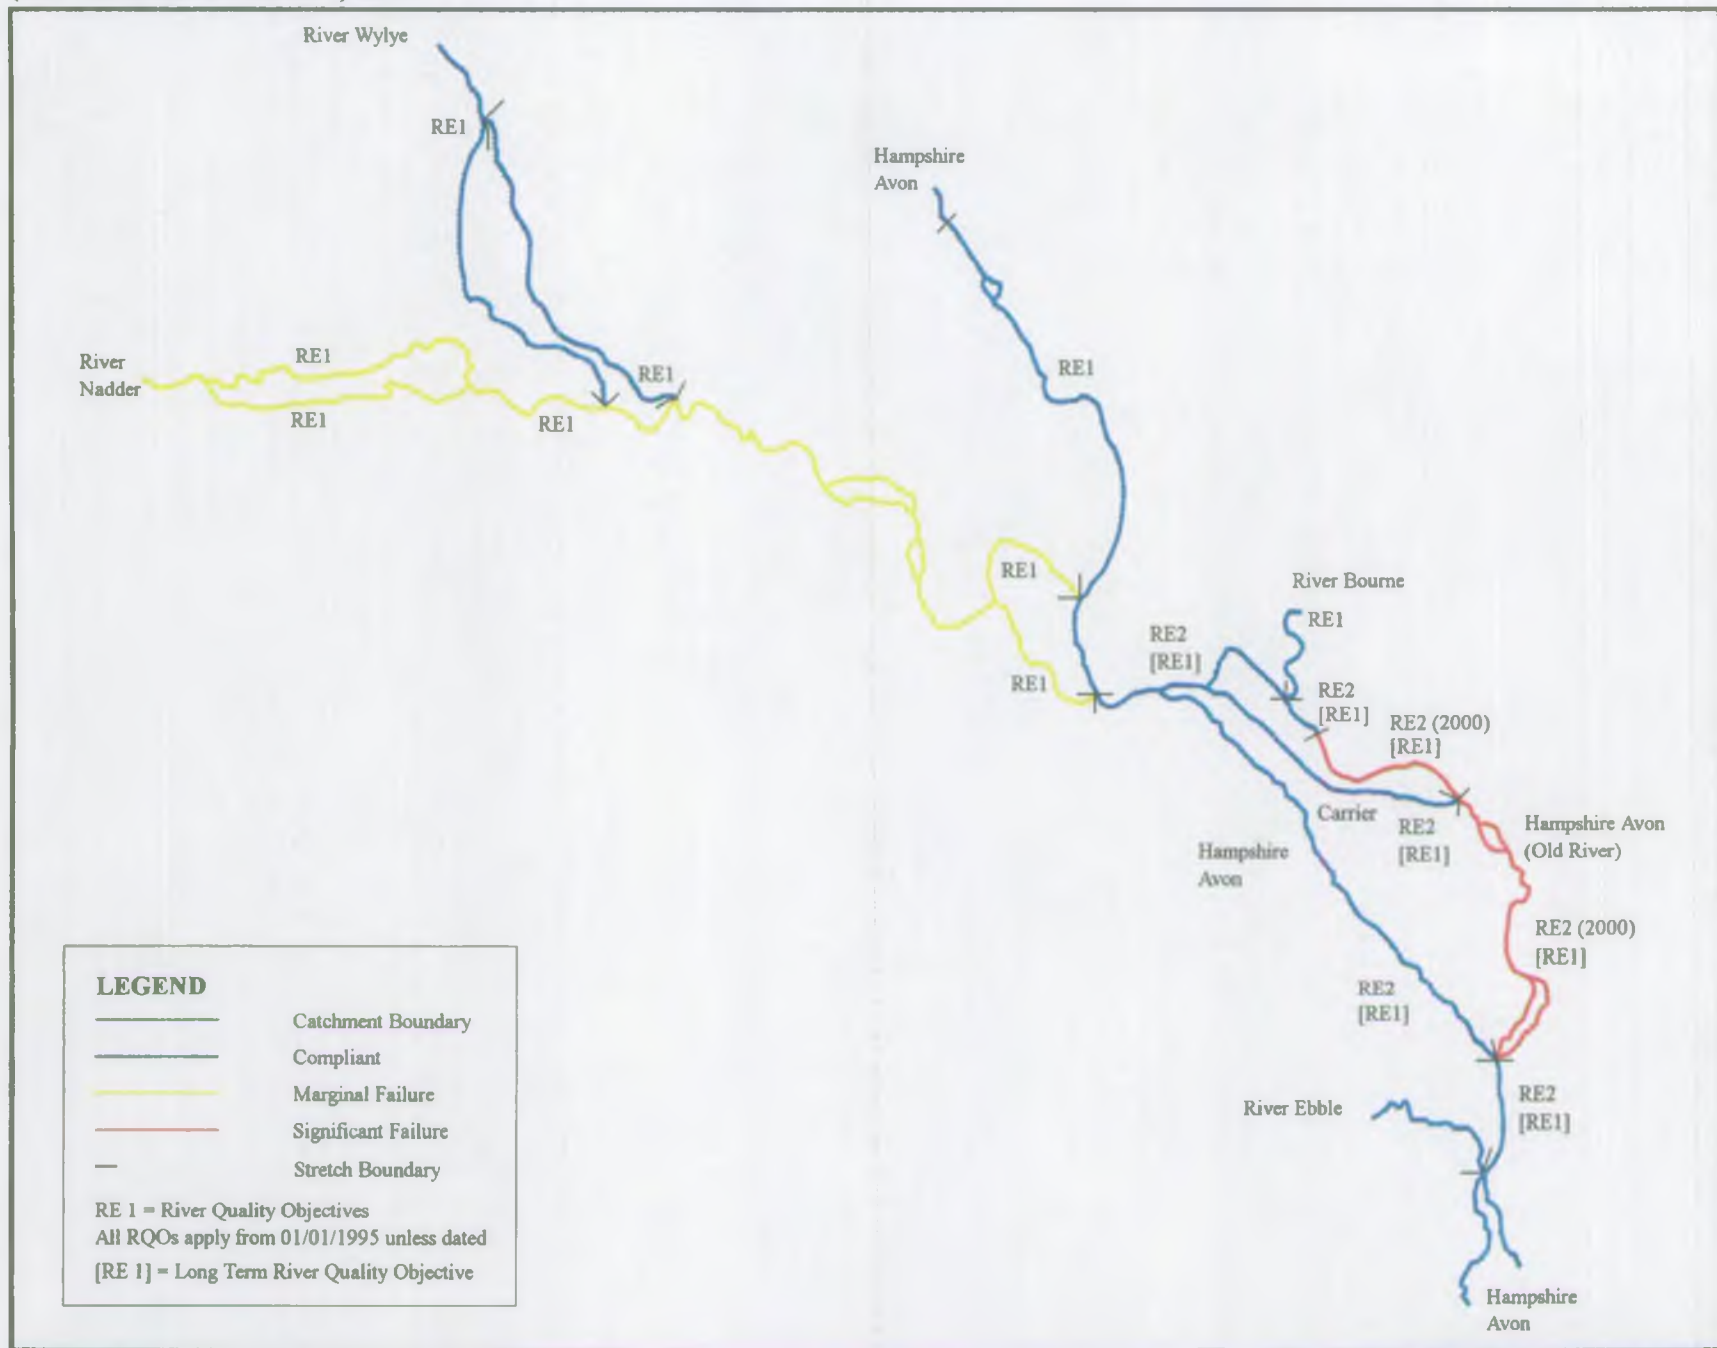 River Wylye
RE1
Hampshire
Avon
River
Nadder
RE1
RE1
RE1
RE1
RE1
RE1
RE1
River Bourne
RE1
RE2
[RE1]
RE2
[RE1]
RE2 (2000)
[RE1]
Carrier
RE2
[RE1]
Hampshire Avon
(Old River)
Hampshire
Avon
RE2 (2000)
[RE1]
RE2
[RE1]
River Ebble
RE2
[RE1]
Hampshire
Avon
LEGEND
Catchment Boundary
Compliant
Marginal Failure
Significant Failure
Stretch Boundary
RE 1 = River Quality Objectives
All RQOs apply from 01/01/1995 unless dated
[RE 1] = Long Term River Quality Objective